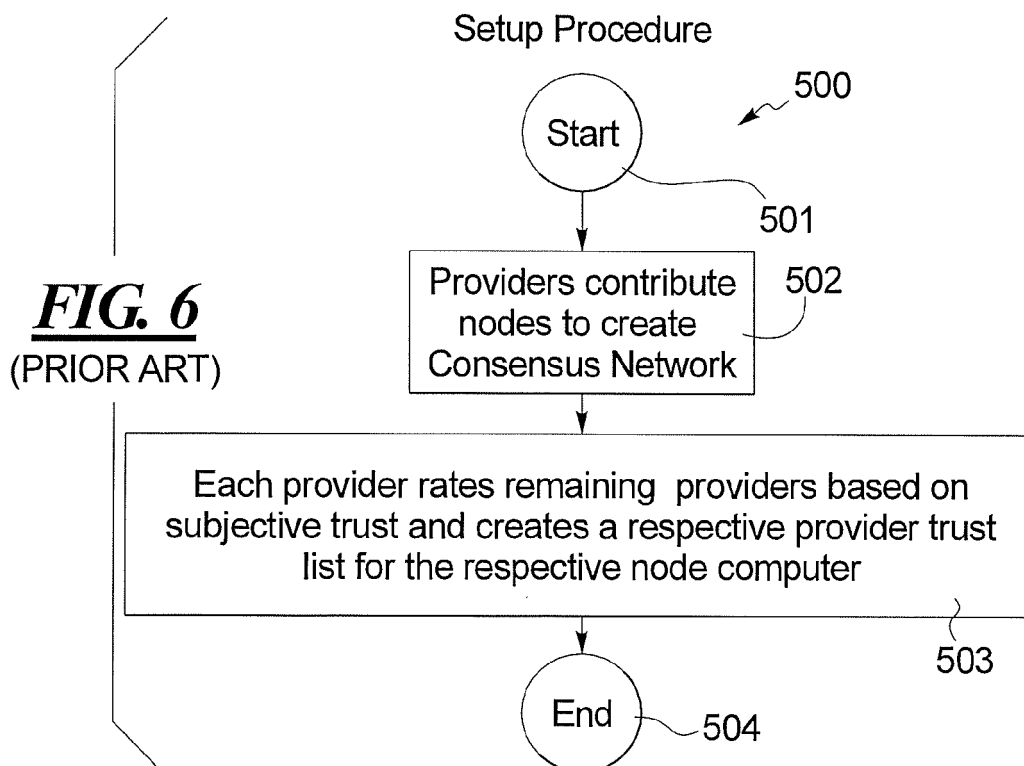 Setup Procedure
500
Start
501
Providers contribute
nodes to create
Consensus Network
502
FIG. 6
(PRIOR ART)
Each provider rates remaining providers based on
subjective trust and creates a respective provider trust
list for the respective node computer
503
End
504